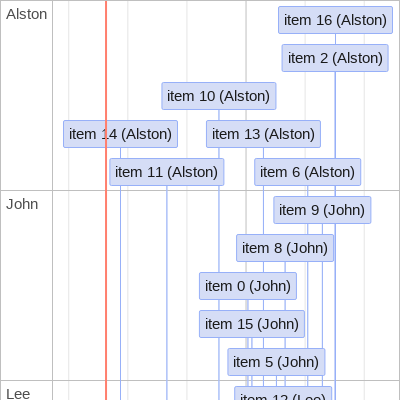 Alston
item 16 (Alston)
item 2 (Alston)
item 10 (Alston)
item 14 (Alston)
item 13 (Alston)
item 11 (Alston)
item 6 (Alston)
John
item 9 (John)
item 8 (John)
item 0 (John)
item 15 (John)
item 5 (John)
Lee
item 12 (Lee)